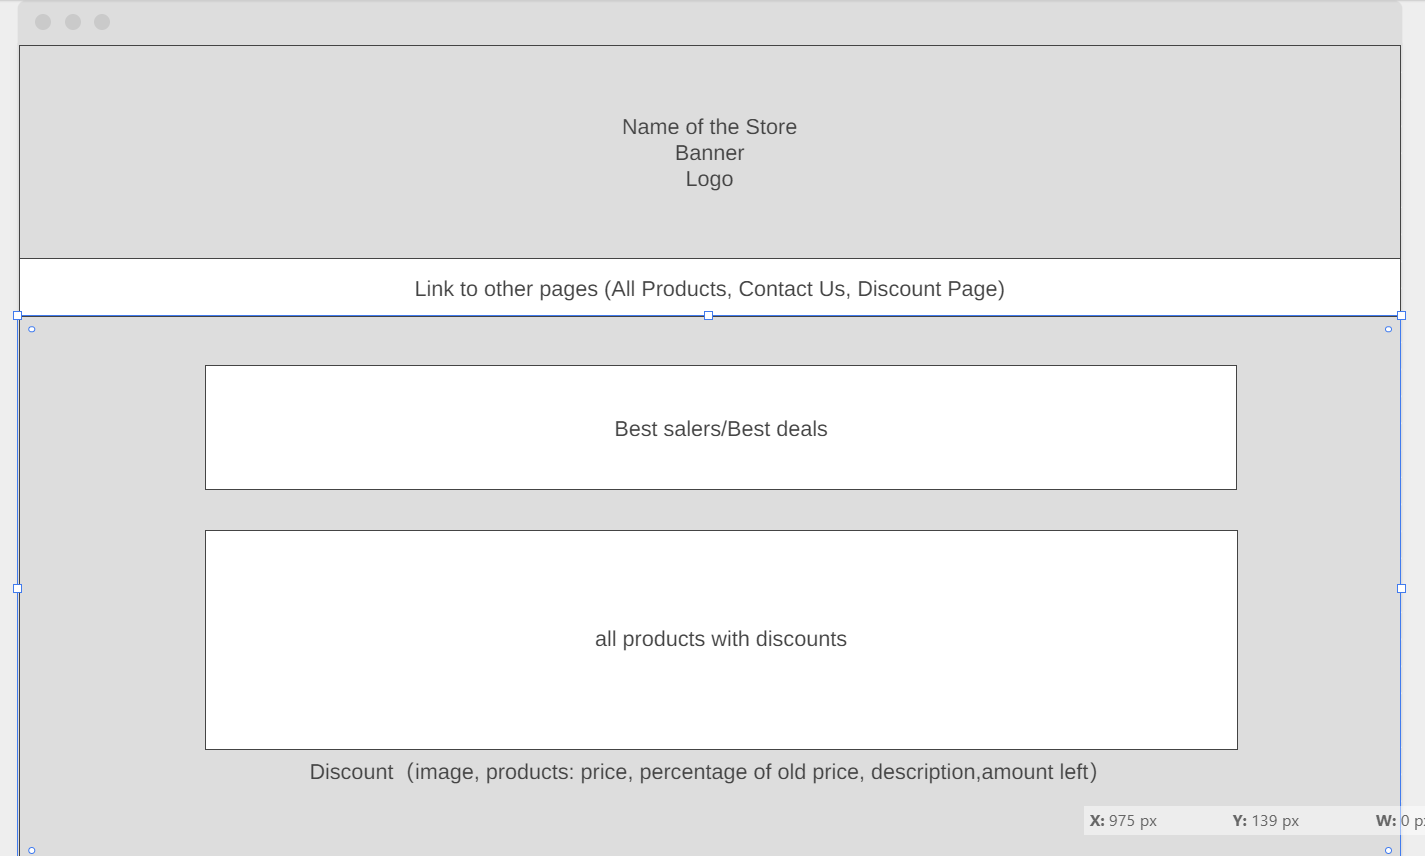 Name of the Store
Banner
Logo
Link to other pages (All Products, Contact Us, Discount Page)
Best salers/Best deals
all products with discounts
Discount（image, products: price, percentage of old price, description,amount left）
X: 975 px Y: 139 px W: 0 px